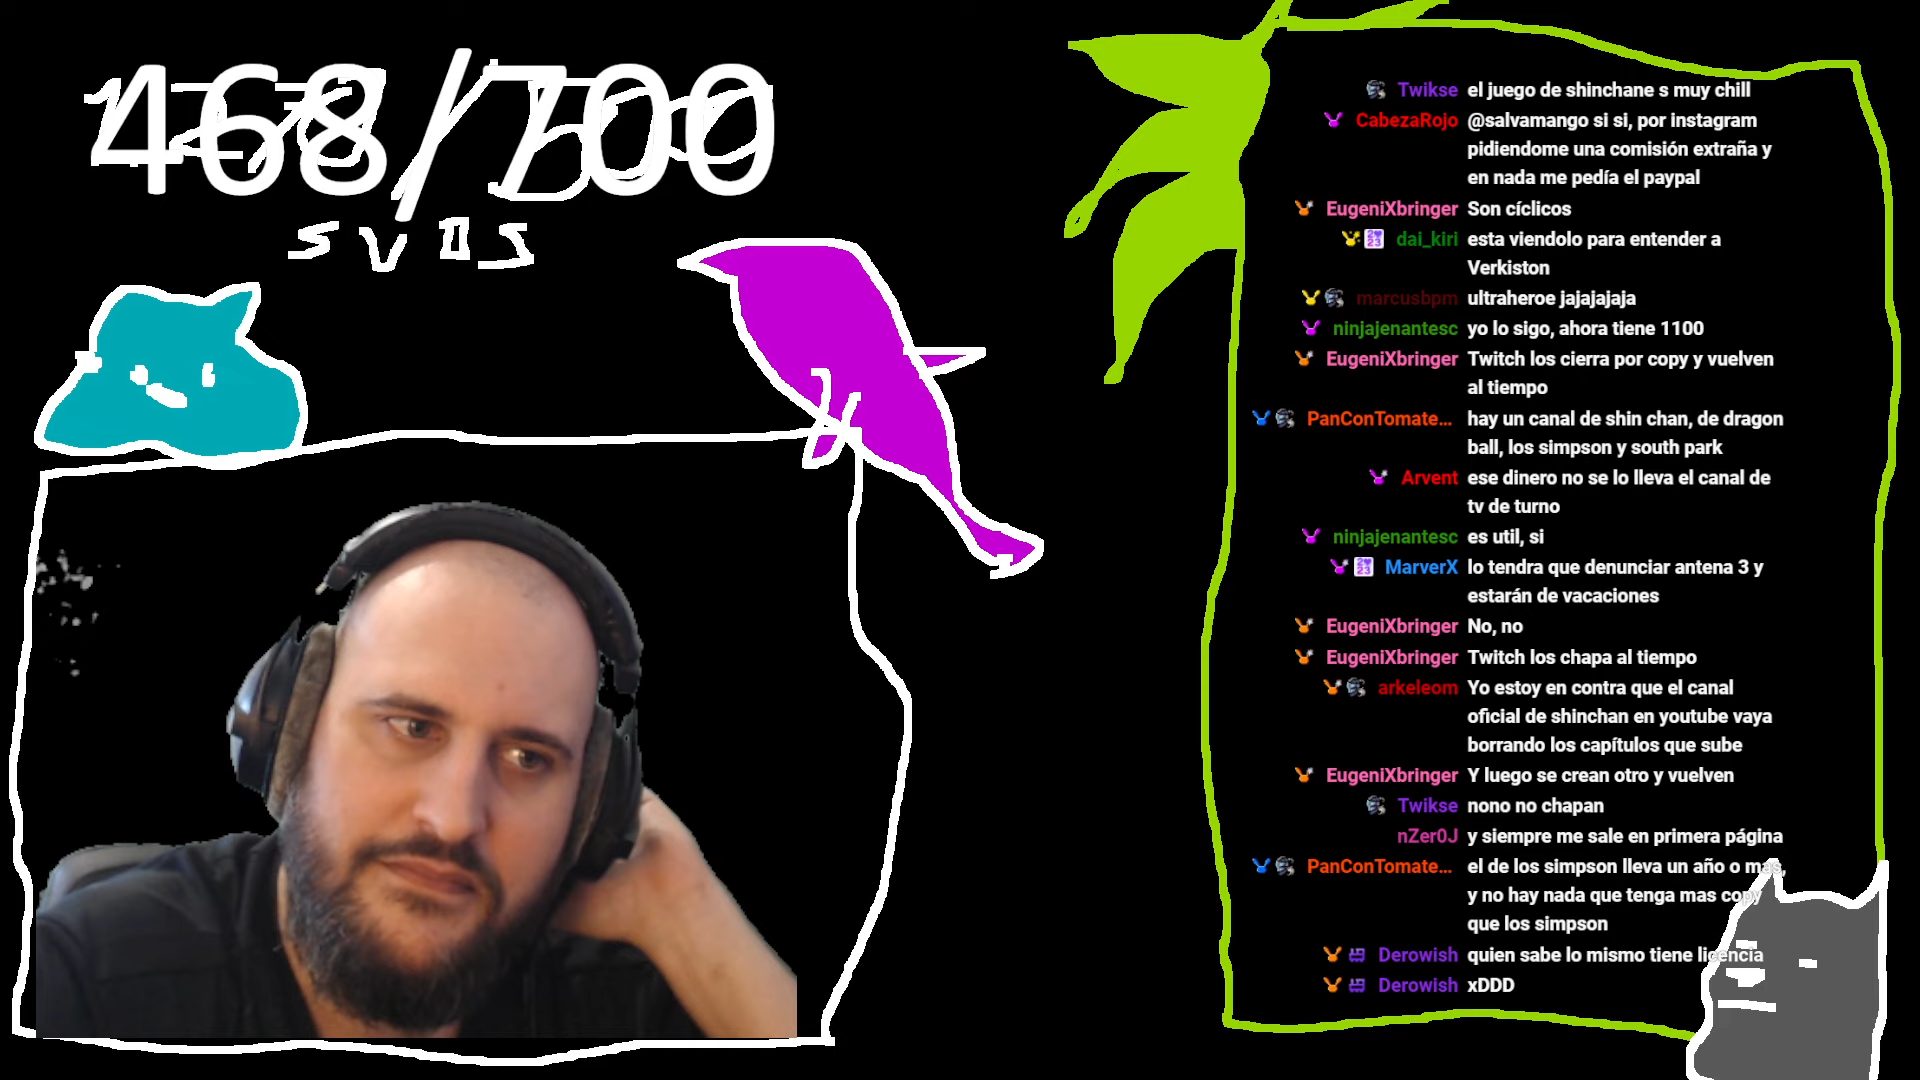 468/700
SUBS
Twikse el juego de shinchane s muy chill
CabezaRojo @salvamango si si, por instagram
pidiendome una comisión extraña y
en nada me pedía el paypal
EugeniXbringer Son cíclicos
dai_kiri esta viendolo para entender a
Verkiston
marcusbpm ultraheroe jajajajaja
ninjajenantesc yo lo sigo, ahora tiene 1100
EugeniXbringer Twitch los cierra por copy y vuelven
al tiempo
PanConTomate... hay un canal de shin chan, de dragon
ball, los simpson y south park
Arvent ese dinero no se lo lleva el canal de
tv de turno
ninjajenantesc es util, si
MarverX lo tendra que denunciar antena 3 y
estarán de vacaciones
EugeniXbringer No, no
EugeniXbringer Twitch los chapa al tiempo
arkeleom Yo estoy en contra que el canal
oficial de shinchan en youtube vaya
borrando los capítulos que sube
EugeniXbringer Y luego se crean otro y vuelven
Twikse nono no chapan
nZer0J y siempre me sale en primera página
PanConTomate... el de los simpson lleva un año o mas,
y no hay nada que tenga mas copy
que los simpson
Derowish quien sabe lo mismo tiene licencia
Derowish xDDD